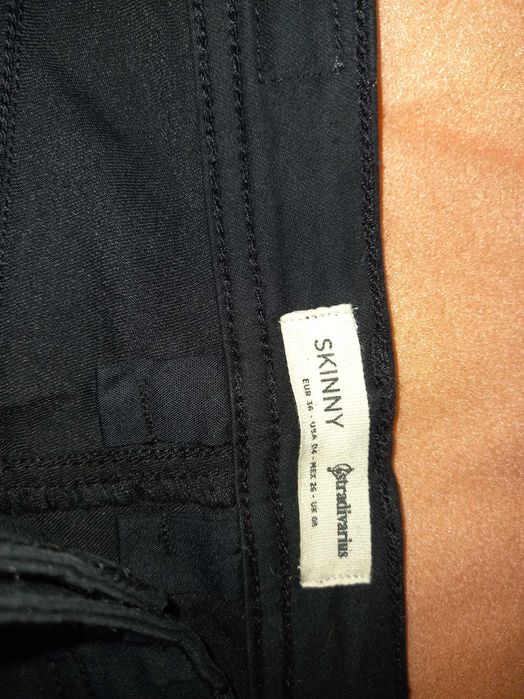 SKINNY
stradivarius
EUR 36 - USA 04 - MEX 26 - UK 08